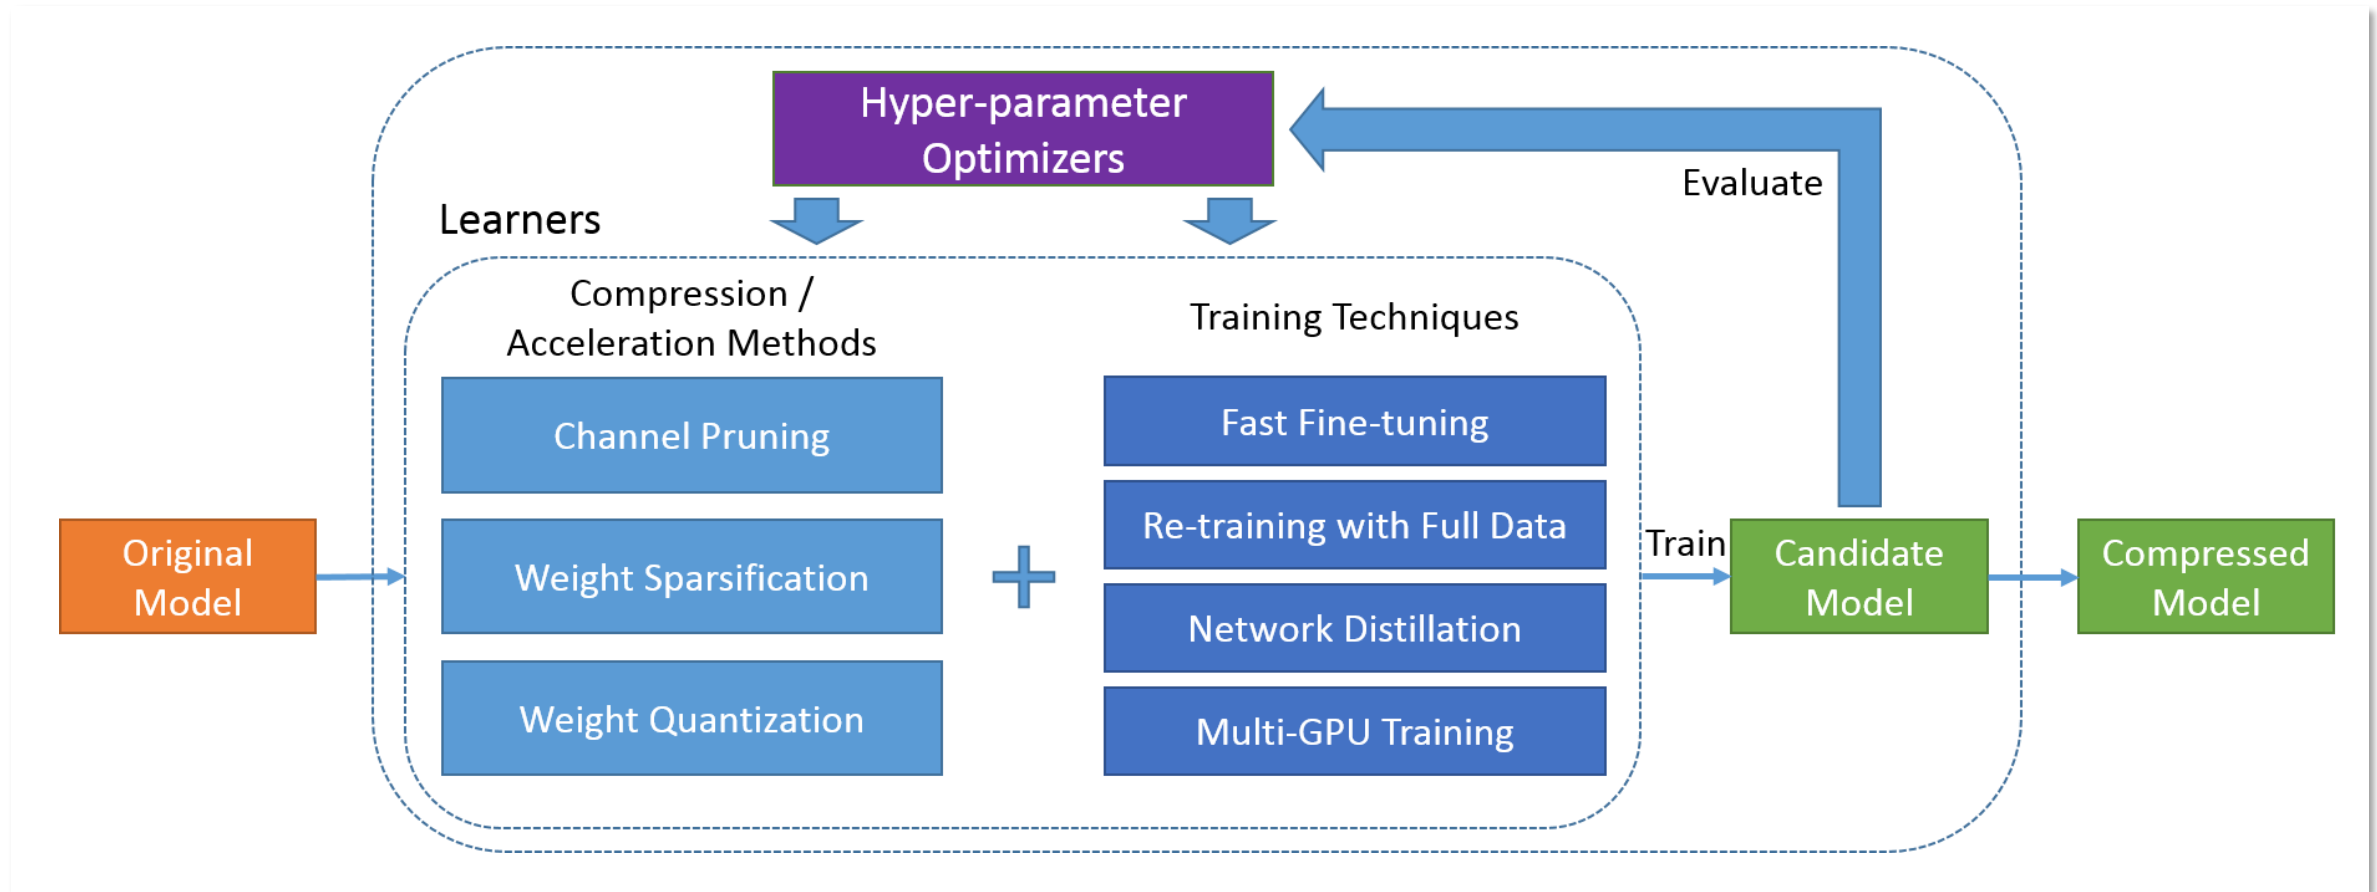 Hyper-parameter
Optimizers
Evaluate
Learners
Compression /
Acceleration Methods
Channel Pruning
Weight Sparsification
Weight Quantization
Training Techniques
Fast Fine-tuning
Re-training with Full Data
Network Distillation
Multi-GPU Training
Original
Model
Train
Candidate
Model
Compressed
Model